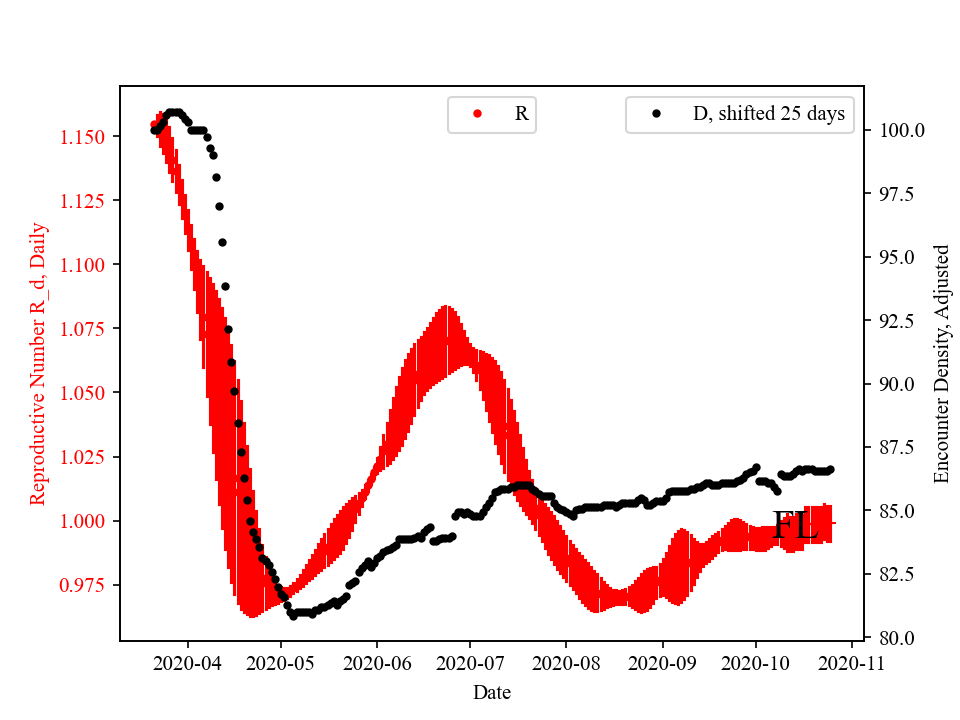 R
D, shifted 25 days
1.150
1.125
1.100
1.075
1.050
1.025
1.000
0.975
Reproductive Number R_d, Daily
100.0
97.5
95.0
92.5
90.0
87.5
85.0
82.5
80.0
Encounter Density, Adjusted
FL
2020-04 2020-05 2020-06 2020-07 2020-08 2020-09 2020-10 2020-11
Date